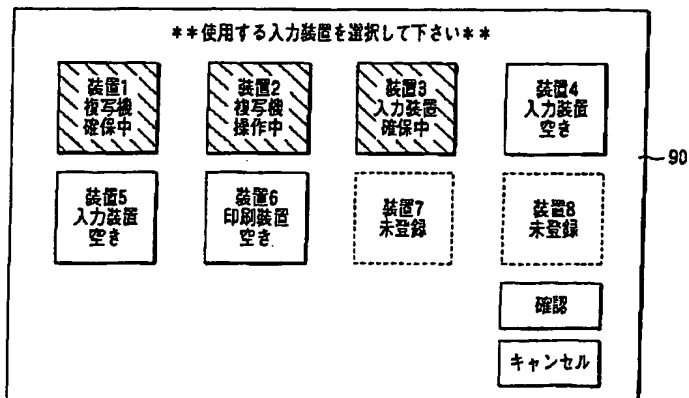 **使用する入力装置を選択して下さい**
装置1
複写機
確保中
装置2
複写機
操作中
装置3
入力装置
確保中
装置4
入力装置
空き
90
装置5
入力装置
空き
装置6
印刷装置
空き
装置7
未登録
装置8
未登録
確認
キャンセル